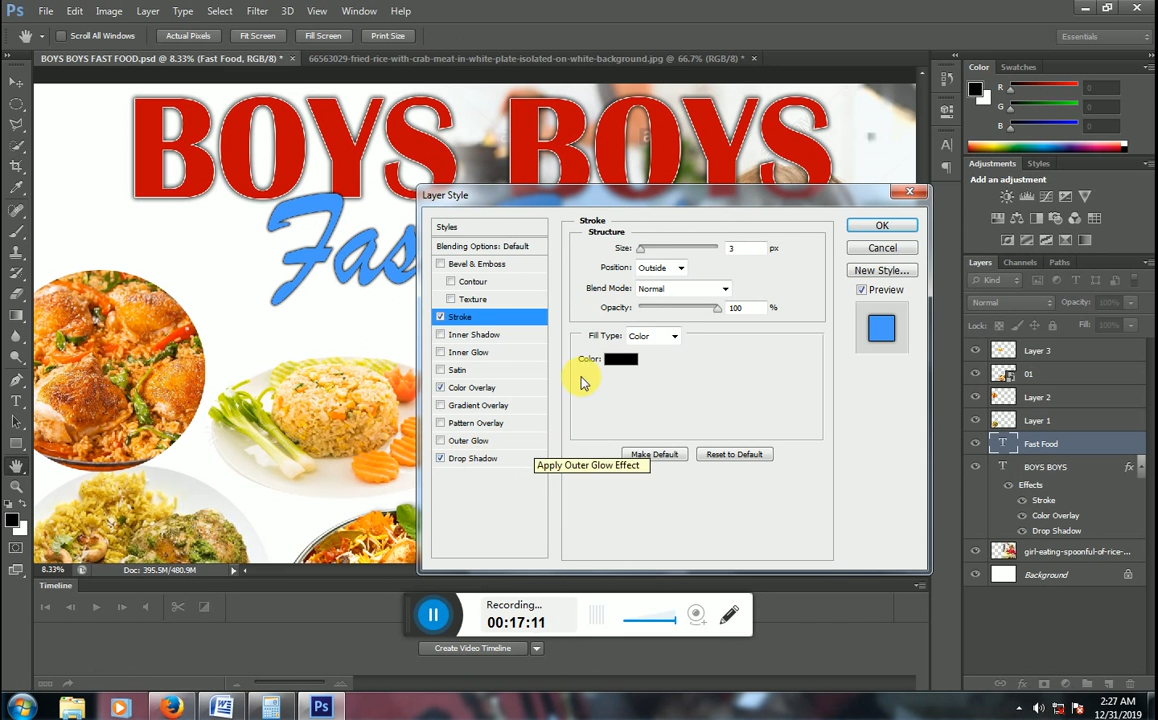 Ps File Edit Image Layer Type Select Filter 3D View Window Help
Scroll All Windows Actual Pixels Fit Screen Fill Screen Print Size Essentials
BOYS BOYS FAST FOOD.psd @ 8.33% (Fast Food, RGB/8) * × 66563029-fried-rice-with-crab-meat-in-white-plate-isolated-on-white-background.jpg @ 66.7% (RGB/8) * ×
BOYS BOYS
Fas
Layer Style
Styles
Blending Options: Default
Bevel & Emboss
Contour
Texture
Stroke
Inner Shadow
Inner Glow
Satin
Color Overlay
Gradient Overlay
Pattern Overlay
Outer Glow
Drop Shadow
Stroke
Structure
Size: 3 px
Position: Outside
Blend Mode: Normal
Opacity: 100 %
Fill Type: Color
Color:
Make Default Reset to Default
Apply Outer Glow Effect
OK
Cancel
New Style...
Preview
Color Swatches
R 0
G 0
B 0
Adjustments Styles
Add an adjustment
Layers Channels Paths
Kind
Normal Opacity: 100%
Lock: Fill: 100%
Layer 3
01
Layer 2
Layer 1
T Fast Food
T BOYS BOYS fx
Effects
Stroke
Color Overlay
Drop Shadow
girl-eating-spoonful-of-rice-...
Background
8.33% Doc: 395.5M/480.9M
Timeline
Recording...
00:17:11
Create Video Timeline
2:27 AM
12/31/2019